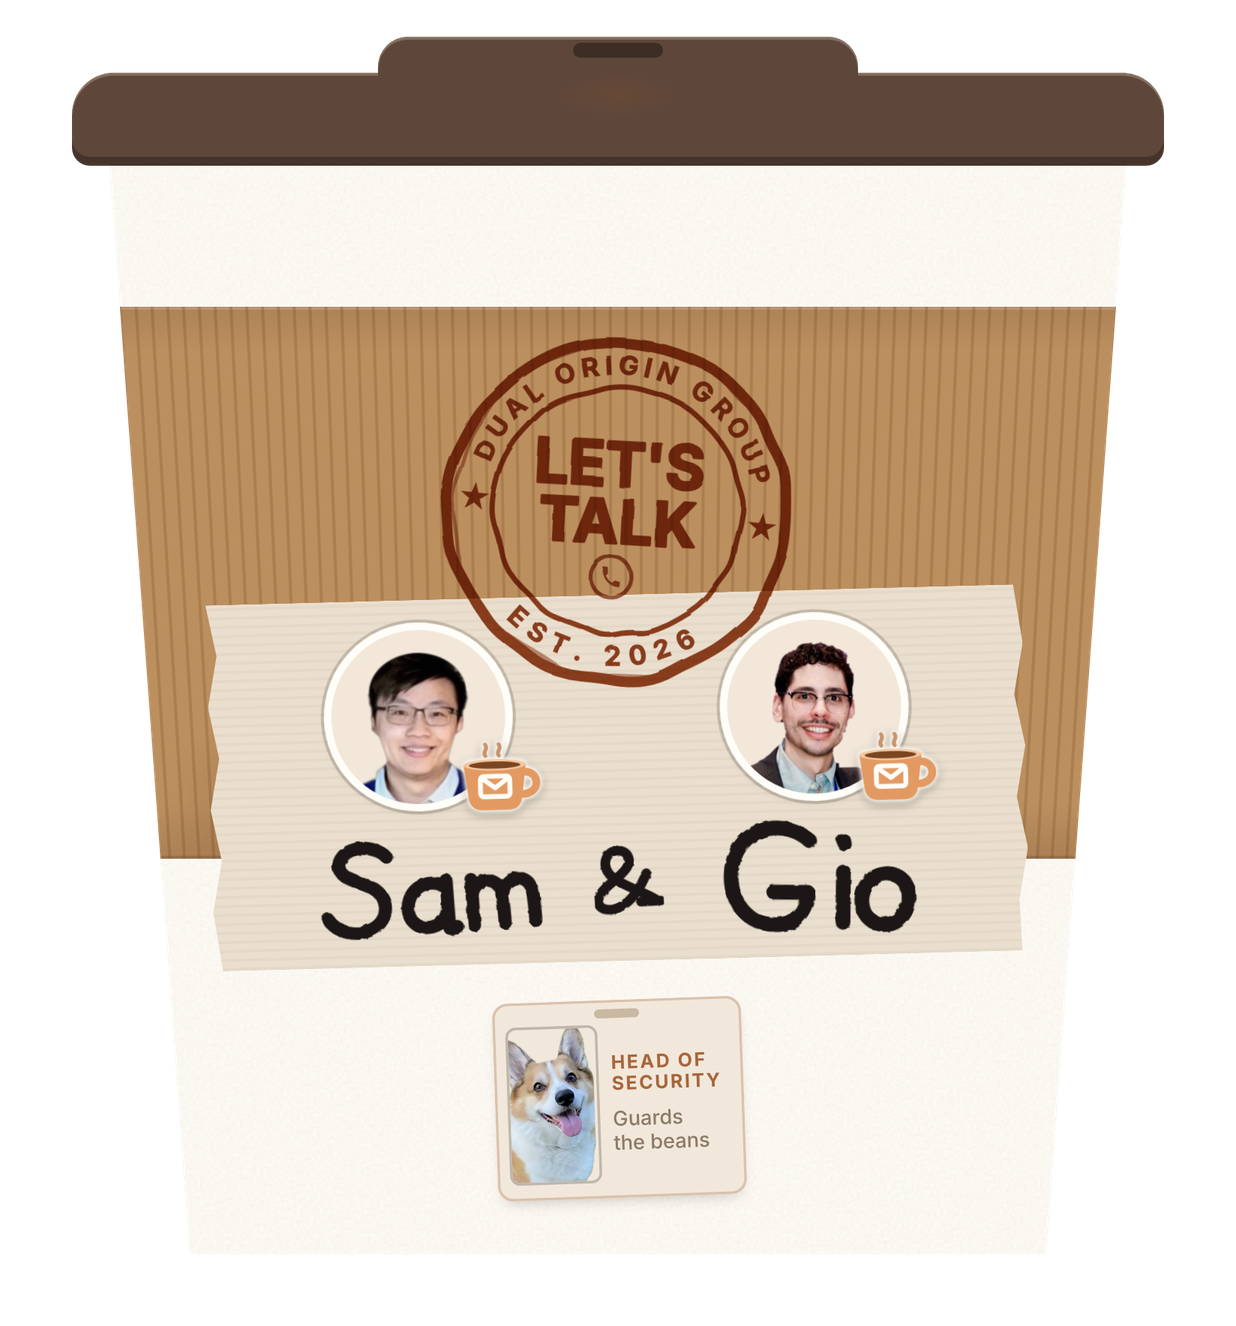 DUAL ORIGIN GROUP
LET'S
TALK
EST. 2026
Sam & Gio
HEAD OF
SECURITY
Guards
the beans